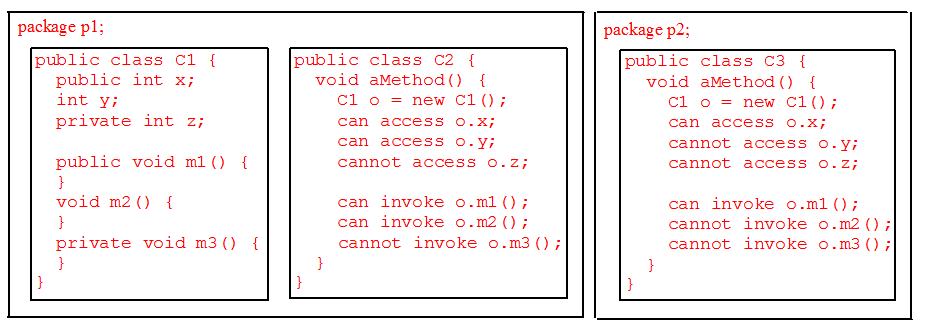 package p1;
public class C1 {
  public int x;
  int y;
  private int z;
  public void m1() {
  }
  void m2() {
  }
  private void m3() {
  }
}
public class C2 {
  void aMethod() {
    C1 o = new C1();
    can access o.x;
    can access o.y;
    cannot access o.z;
    can invoke o.m1();
    can invoke o.m2();
    cannot invoke o.m3();
  }
}
package p2;
public class C3 {
  void aMethod() {
    C1 o = new C1();
    can access o.x;
    cannot access o.y;
    cannot access o.z;
    can invoke o.m1();
    cannot invoke o.m2();
    cannot invoke o.m3();
  }
}